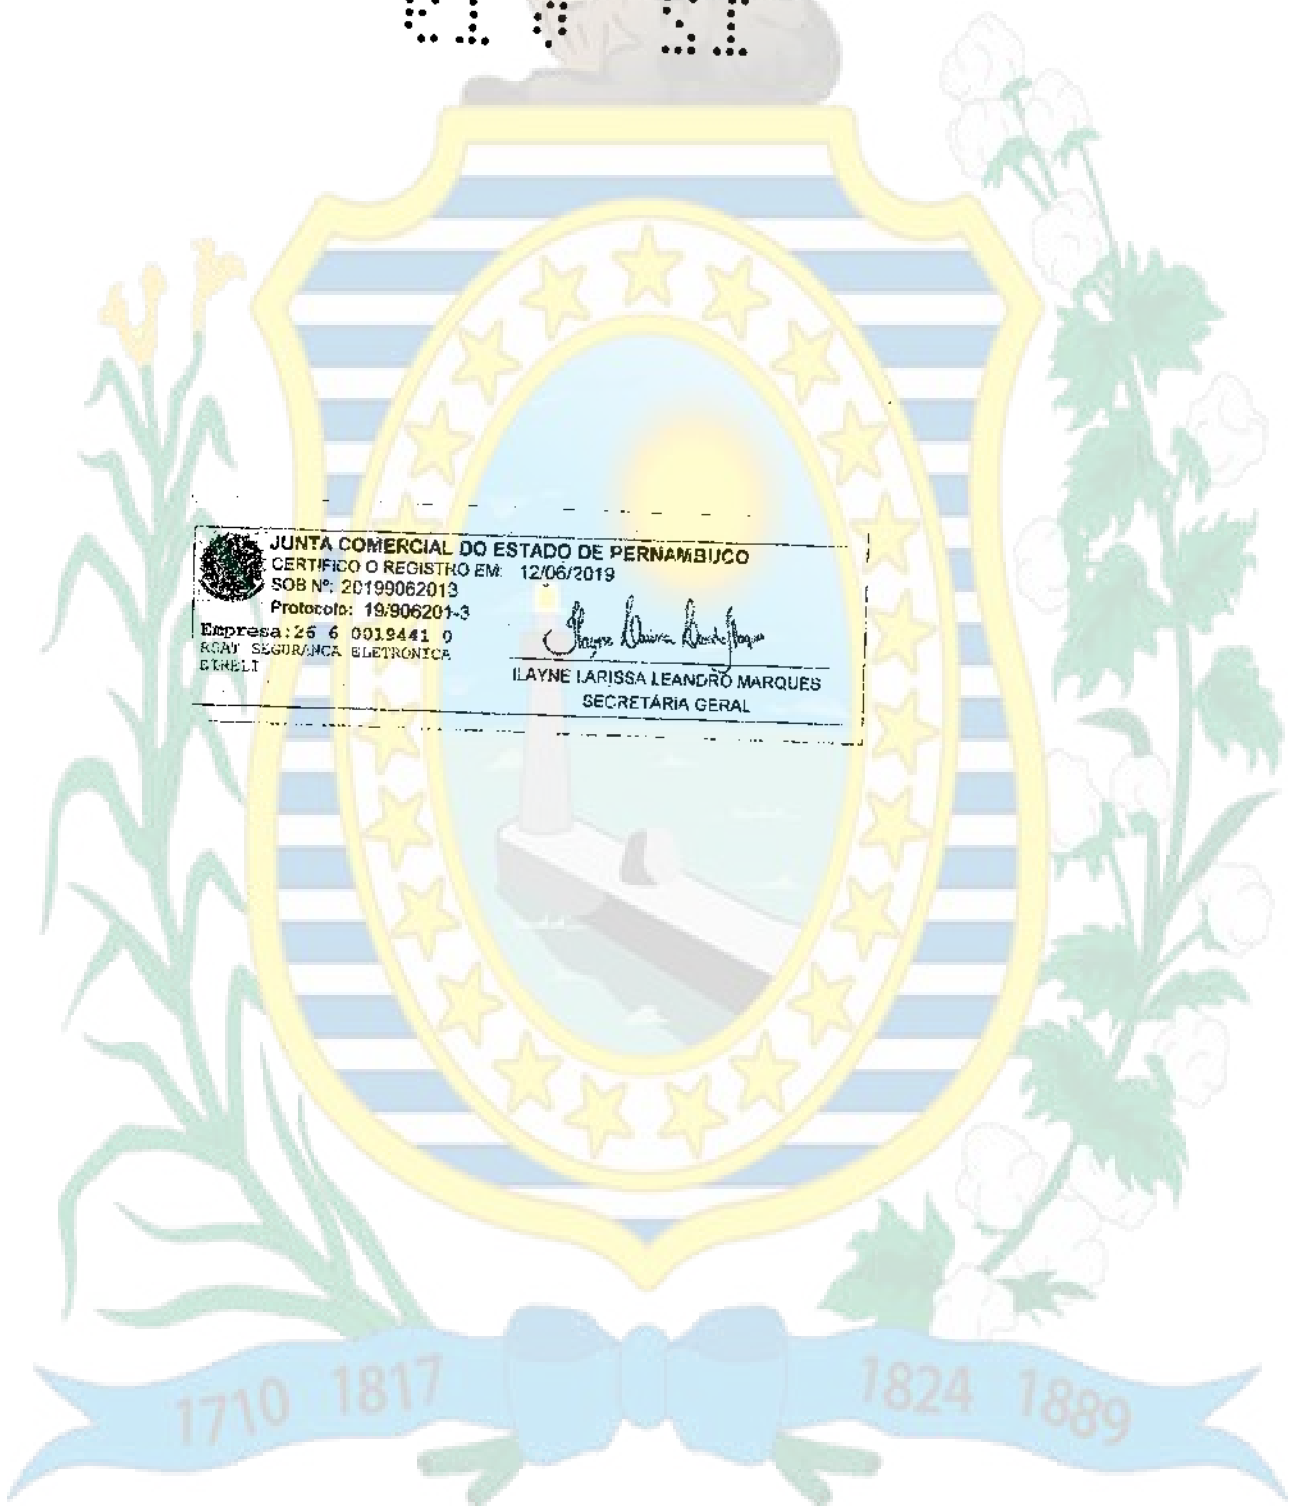 JUNTA COMERCIAL DO ESTADO DE PERNAMBUCO
CERTIFICO O REGISTRO EM: 12/06/2019
SOB Nº: 20199062013
Protocolo: 19/906201-3
Empresa:26 6 0019441 0
SEGURANCA ELETRONICA
EIRELI
ILAYNE LARISSA LEANDRO MARQUES
SECRETÁRIA GERAL
1710 1817 1824 1889